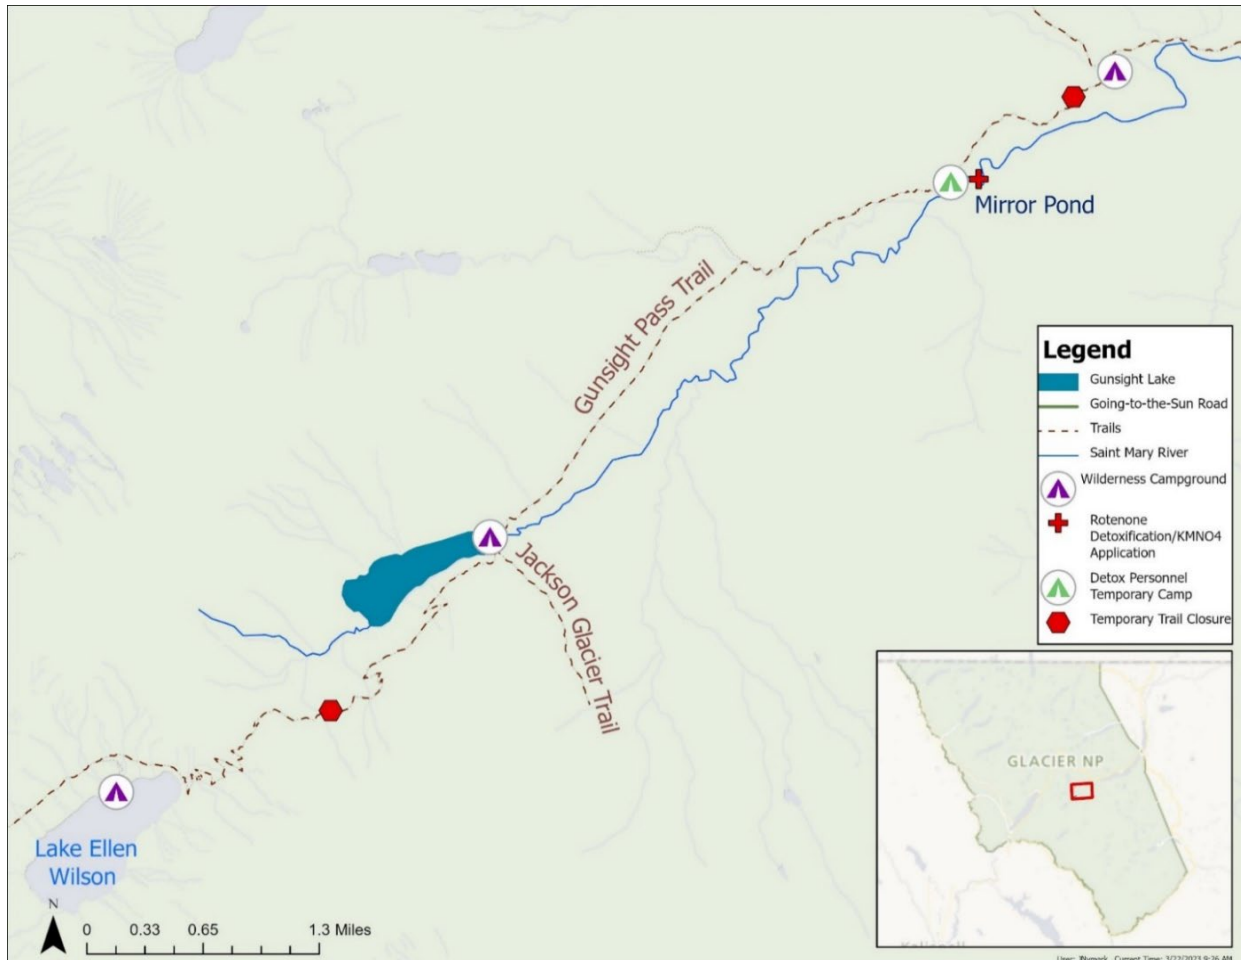 Mirror Pond
Gunsight Pass Trail
Jackson Glacier Trail
Lake Ellen
Wilson
N
0 0.33 0.65 1.3 Miles
Legend
Gunsight Lake
Going-to-the-Sun Road
Trails
Saint Mary River
Wilderness Campground
Rotenone
Detoxification/KMNO4
Application
Detox Personnel
Temporary Camp
Temporary Trail Closure
GLACIER NP